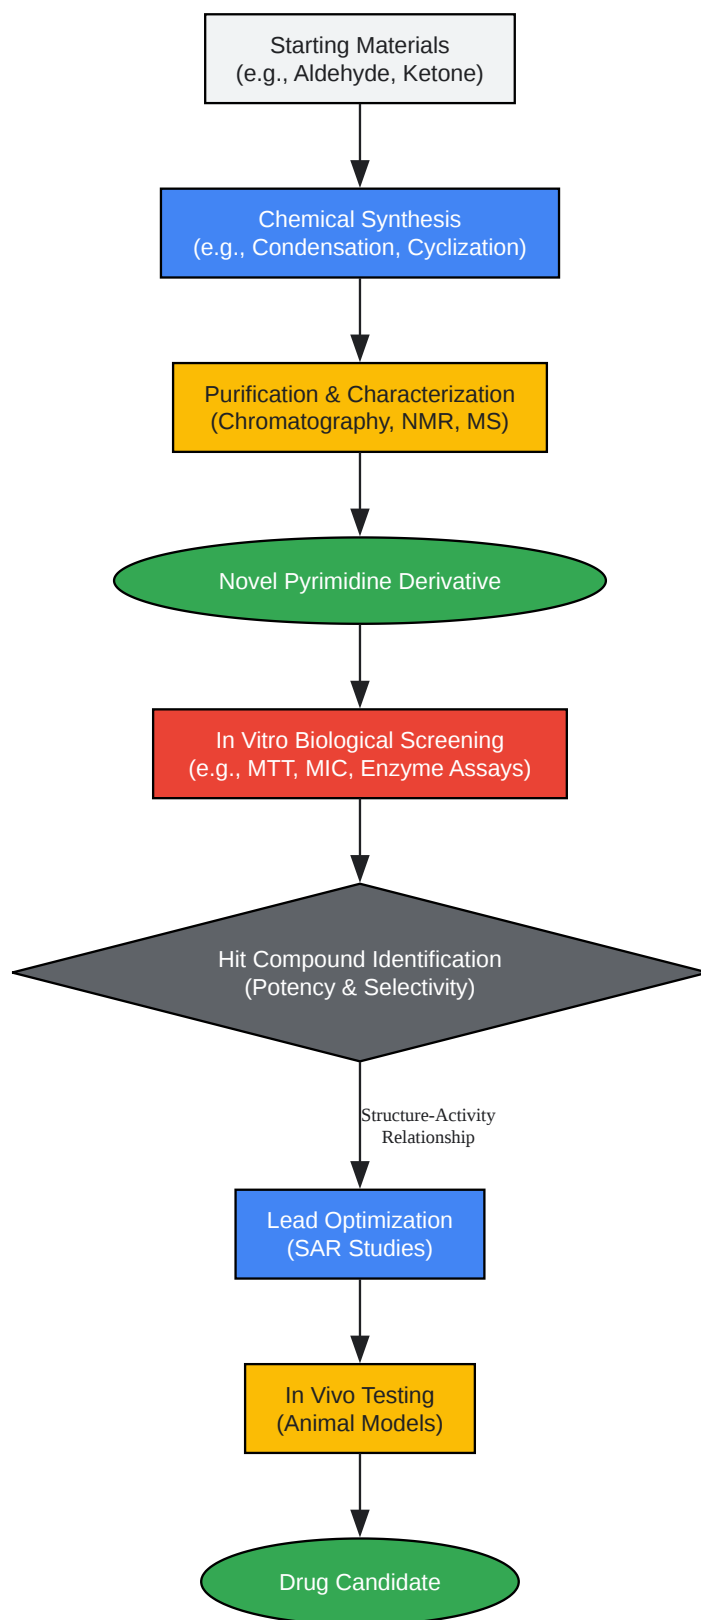 Starting Materials
(e.g., Aldehyde, Ketone)
Chemical Synthesis
(e.g., Condensation, Cyclization)
Purification & Characterization
(Chromatography, NMR, MS)
Novel Pyrimidine Derivative
In Vitro Biological Screening
(e.g., MTT, MIC, Enzyme Assays)
Hit Compound Identification
(Potency & Selectivity)
Structure-Activity
Relationship
Lead Optimization
(SAR Studies)
In Vivo Testing
(Animal Models)
Drug Candidate